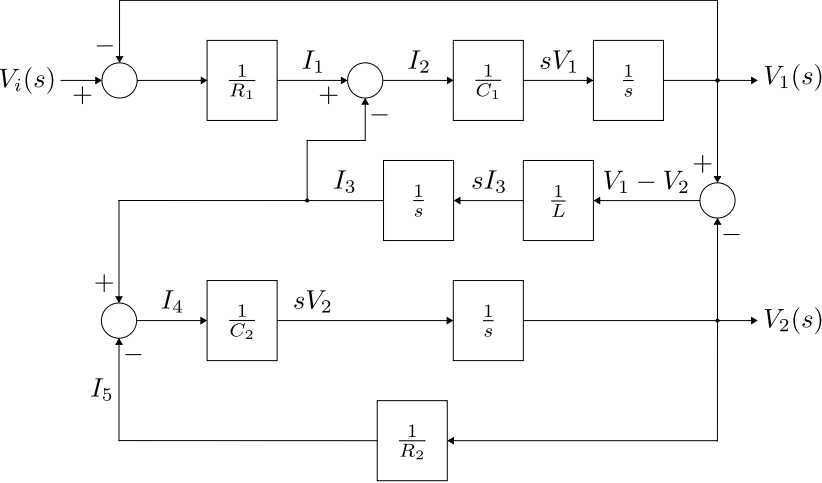 −
V_i(s) + 1/R_1 I_1 + I_2 1/C_1 sV_1 1/s V_1(s)
−
+
I_3 1/s sI_3 1/L V_1 − V_2
−
+
I_4 1/C_2 sV_2 1/s V_2(s)
−
I_5
1/R_2